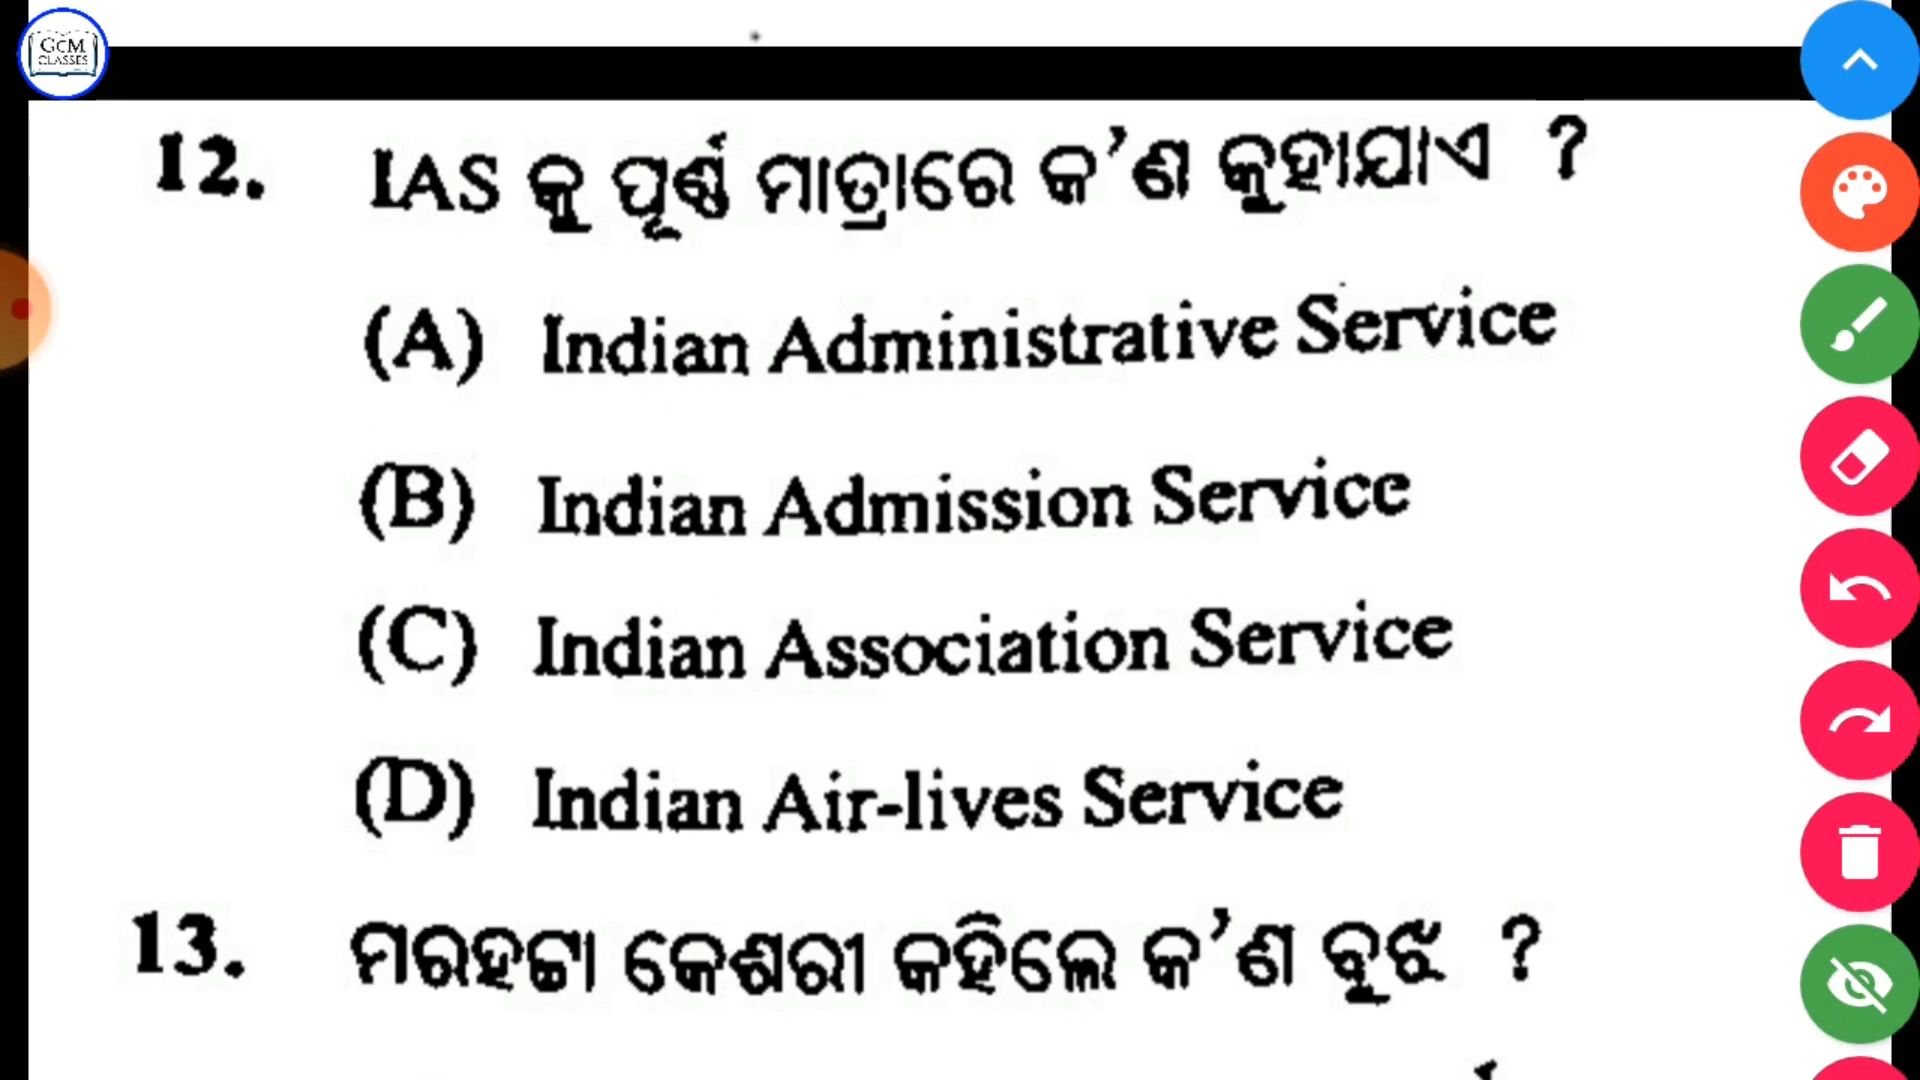 GCM
CLASSES
12. IAS କୁ ପୂର୍ଣ୍ଣ ମାତ୍ରାରେ କ'ଣ କୁହାଯାଏ ?
(A) Indian Administrative Service
(B) Indian Admission Service
(C) Indian Association Service
(D) Indian Air-lives Service
13. ମରହଟ୍ଟା କେଶରୀ କହିଲେ କ'ଣ ବୁଝ ?